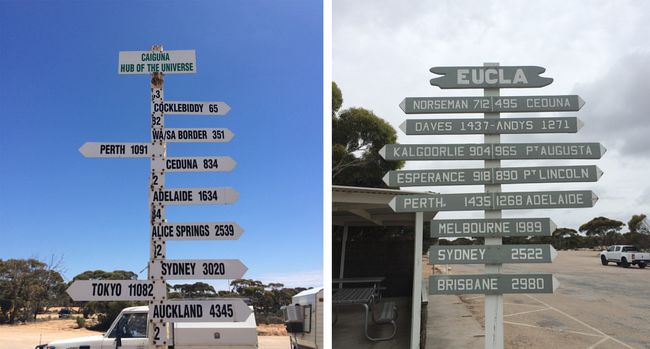 CAIGUNA
HUB OF THE UNIVERSE
COCKLEBIDDY 65
WA/SA BORDER 351
PERTH 1091
CEDUNA 834
ADELAIDE 1634
ALICE SPRINGS 2539
SYDNEY 3020
TOKYO 11082
AUCKLAND 4345
EUCLA
NORSEMAN 712 495 CEDUNA
DAVES 1437-ANDYS 1271
KALGOORLIE 904 965 PT AUGUSTA
ESPERANCE 918 890 PT LINCOLN
PERTH 1435 1268 ADELAIDE
MELBOURNE 1989
SYDNEY 2522
BRISBANE 2980